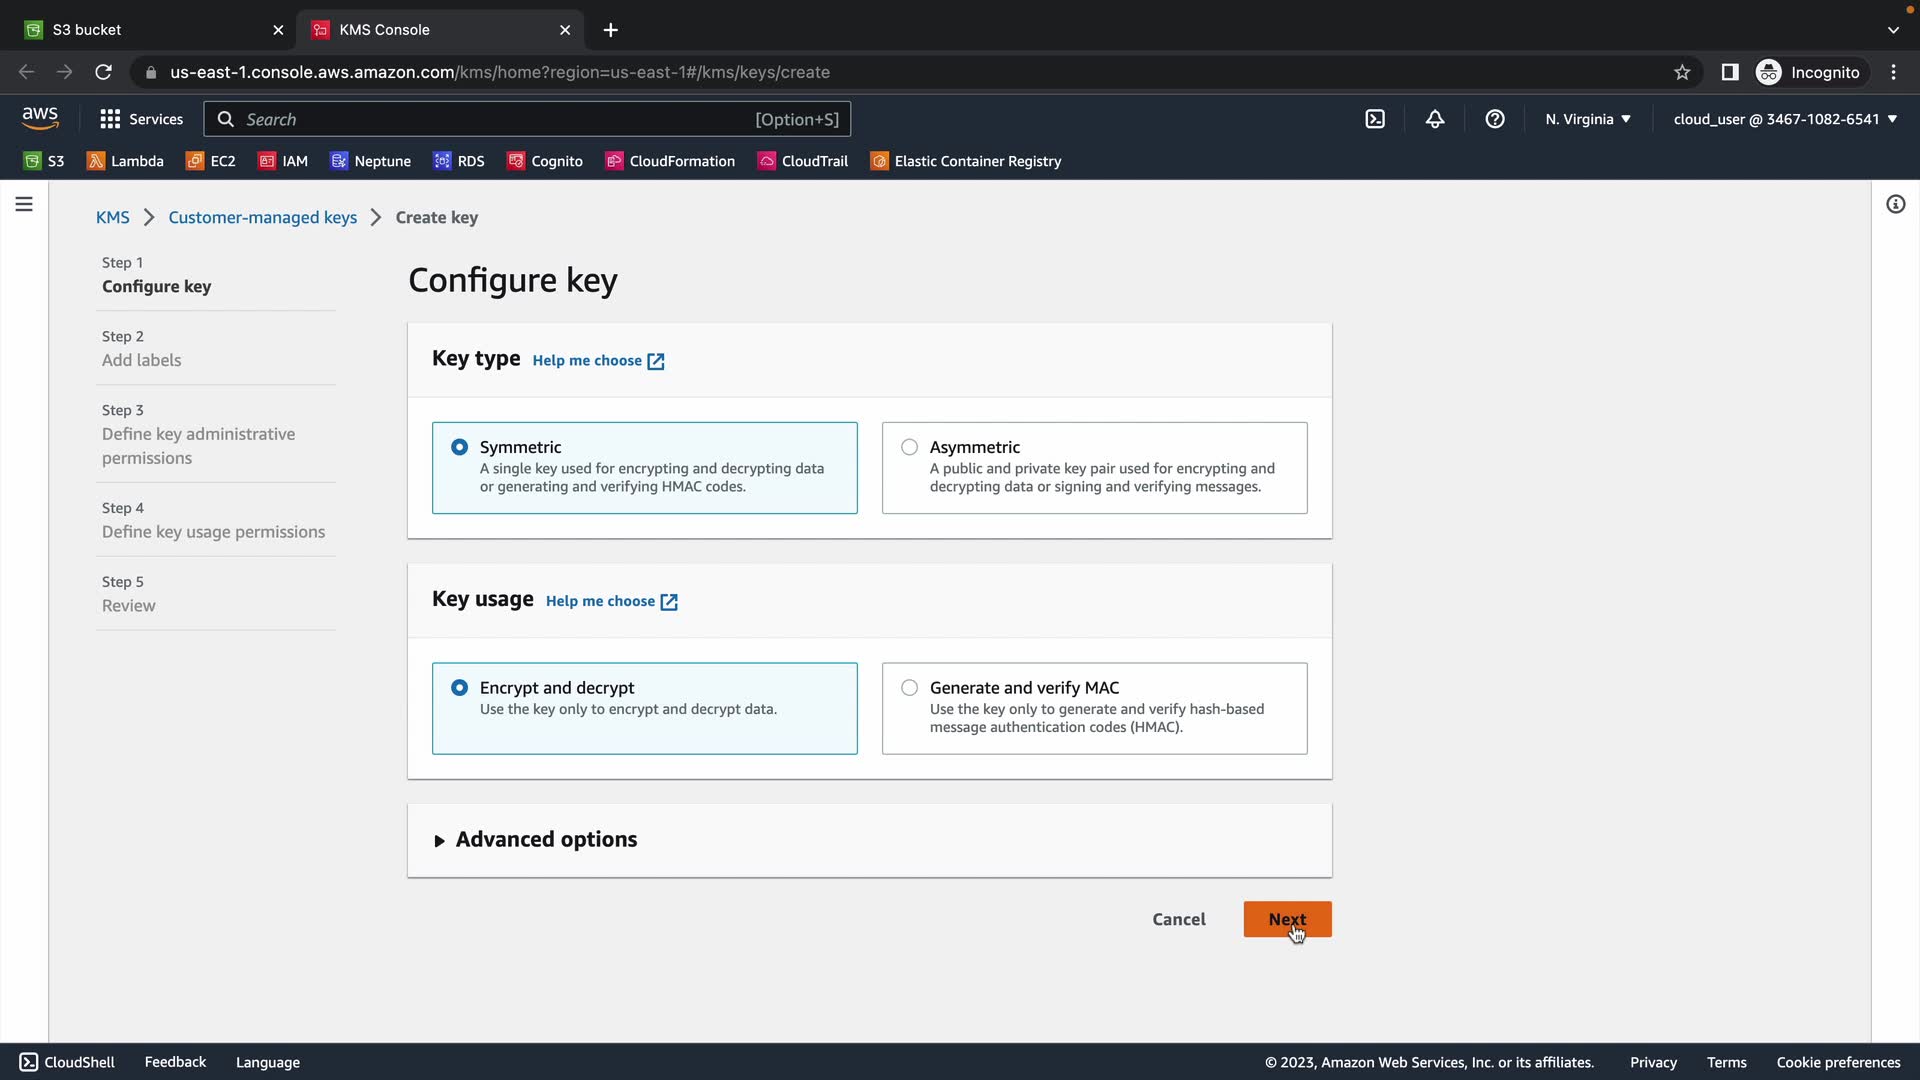 S3 bucket
KMS Console
us-east-1.console.aws.amazon.com/kms/home?region=us-east-1#/kms/keys/create
Incognito
aws
Services
Search
[Option+S]
N. Virginia
cloud_user @ 3467-1082-6541
S3
Lambda
EC2
IAM
Neptune
RDS
Cognito
CloudFormation
CloudTrail
Elastic Container Registry
KMS
Customer-managed keys
Create key
Step 1
Configure key
Step 2
Add labels
Step 3
Define key administrative
permissions
Step 4
Define key usage permissions
Step 5
Review
Configure key
Key type Help me choose
Symmetric
A single key used for encrypting and decrypting data
or generating and verifying HMAC codes.
Asymmetric
A public and private key pair used for encrypting and
decrypting data or signing and verifying messages.
Key usage Help me choose
Encrypt and decrypt
Use the key only to encrypt and decrypt data.
Generate and verify MAC
Use the key only to generate and verify hash-based
message authentication codes (HMAC).
Advanced options
Cancel
Next
CloudShell
Feedback
Language
© 2023, Amazon Web Services, Inc. or its affiliates.
Privacy
Terms
Cookie preferences